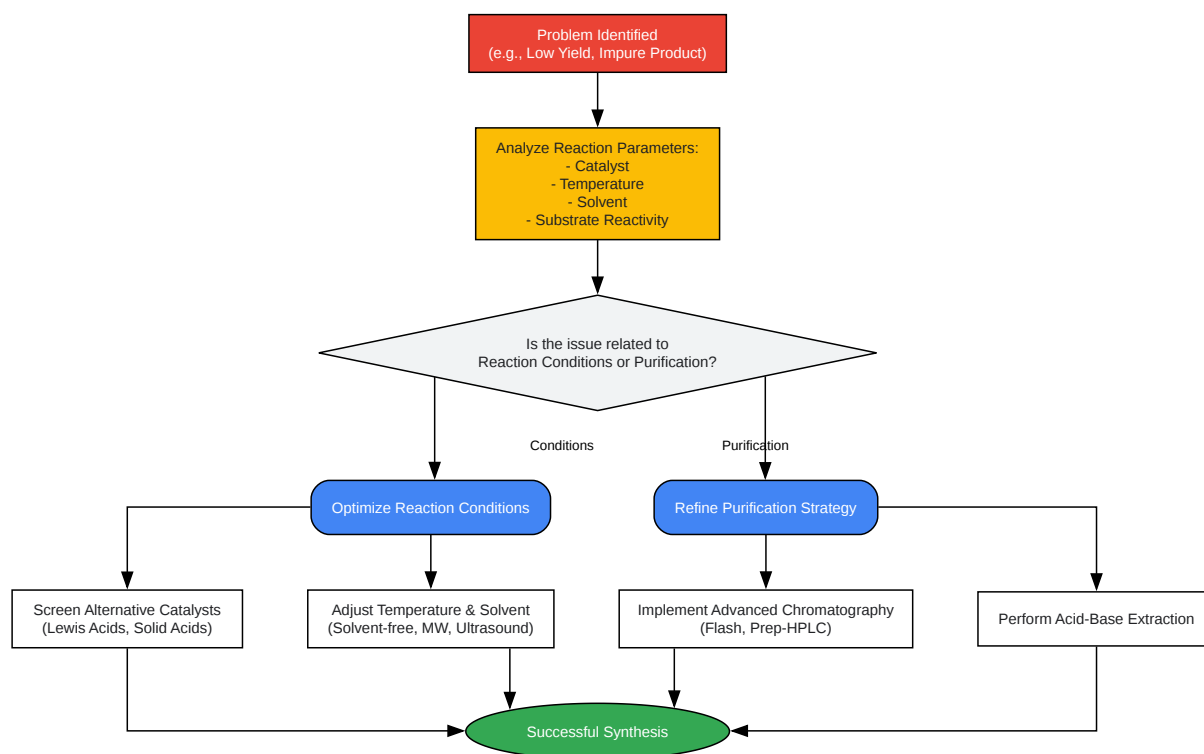 Problem Identified
(e.g., Low Yield, Impure Product)
Analyze Reaction Parameters:
- Catalyst
- Temperature
- Solvent
- Substrate Reactivity
Is the issue related to
Reaction Conditions or Purification?
Conditions
Purification
Optimize Reaction Conditions
Refine Purification Strategy
Screen Alternative Catalysts
(Lewis Acids, Solid Acids)
Adjust Temperature & Solvent
(Solvent-free, MW, Ultrasound)
Implement Advanced Chromatography
(Flash, Prep-HPLC)
Perform Acid-Base Extraction
Successful Synthesis